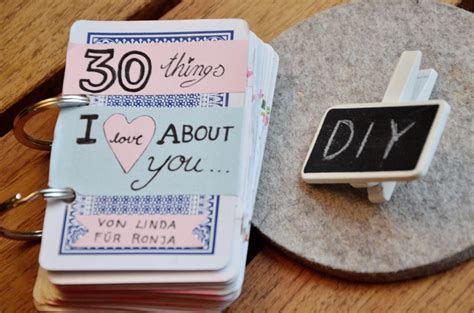 30 things
I love ABOUT
you...
VON LINDA
FÜR RONJA
DIY